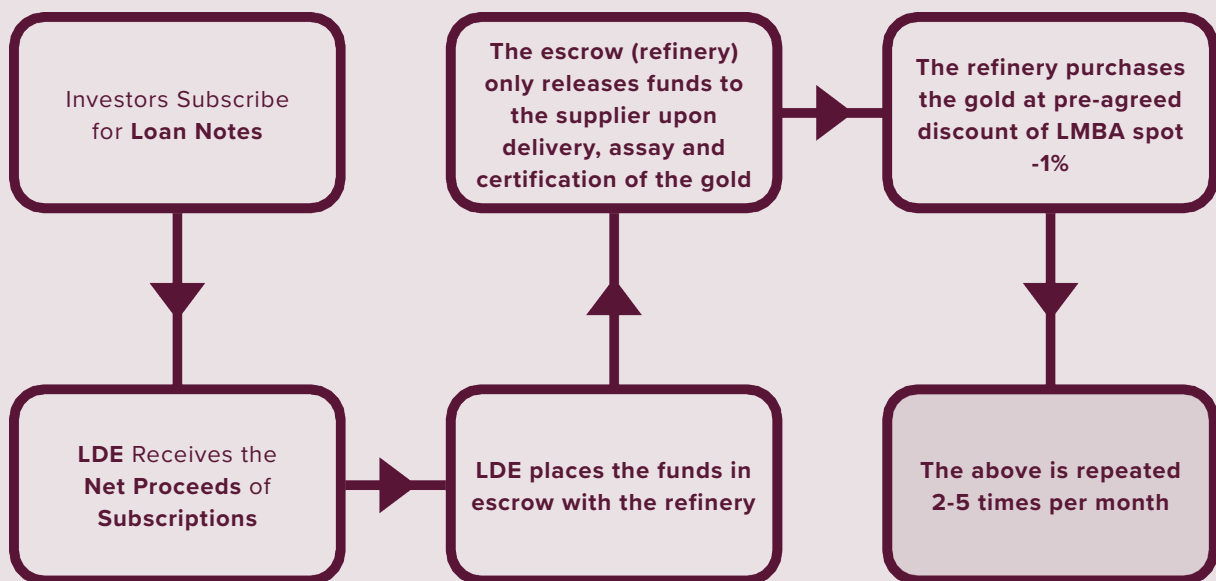 Investors Subscribe
for Loan Notes
LDE Receives the
Net Proceeds of
Subscriptions
LDE places the funds in
escrow with the refinery
The escrow (refinery)
only releases funds to
the supplier upon
delivery, assay and
certification of the gold
The refinery purchases
the gold at pre-agreed
discount of LMBA spot
-1%
The above is repeated
2-5 times per month